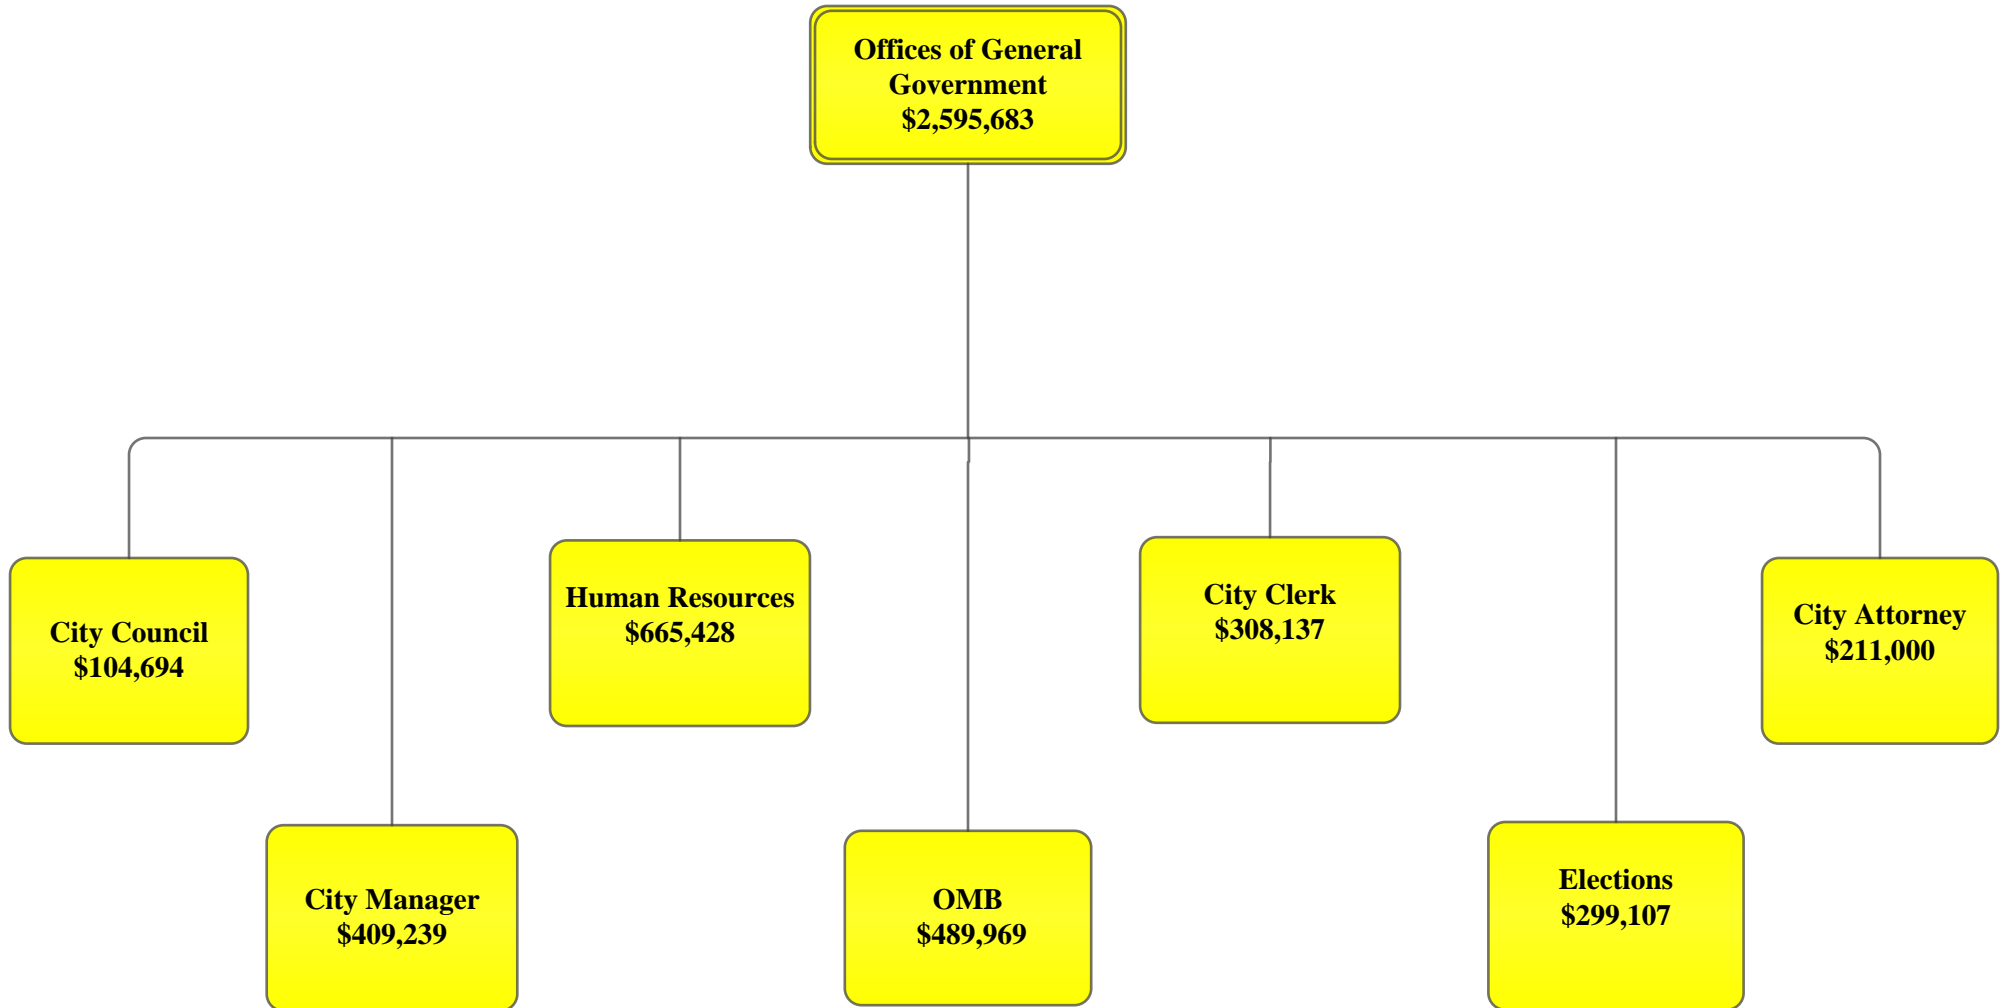 Offices of General
Government
$2,595,683
City Council
$104,694
Human Resources
$665,428
City Clerk
$308,137
City Attorney
$211,000
City Manager
$409,239
OMB
$489,969
Elections
$299,107